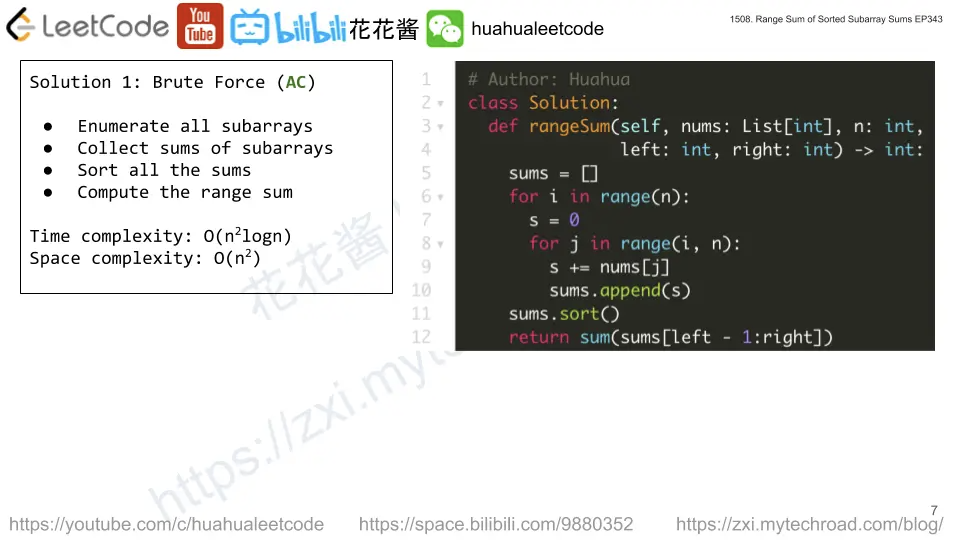 LeetCode You Tube bilibili 花花酱 huahualeetcode
1508. Range Sum of Sorted Subarray Sums EP343
Solution 1: Brute Force (AC)
● Enumerate all subarrays
● Collect sums of subarrays
● Sort all the sums
● Compute the range sum
Time complexity: O(n²logn)
Space complexity: O(n²)
1 # Author: Huahua
2 class Solution:
3 def rangeSum(self, nums: List[int], n: int,
4 left: int, right: int) -> int:
5 sums = []
6 for i in range(n):
7 s = 0
8 for j in range(i, n):
9 s += nums[j]
10 sums.append(s)
11 sums.sort()
12 return sum(sums[left - 1:right])
花花酱
https://zxi.mytec
7
https://youtube.com/c/huahualeetcode https://space.bilibili.com/9880352 https://zxi.mytechroad.com/blog/